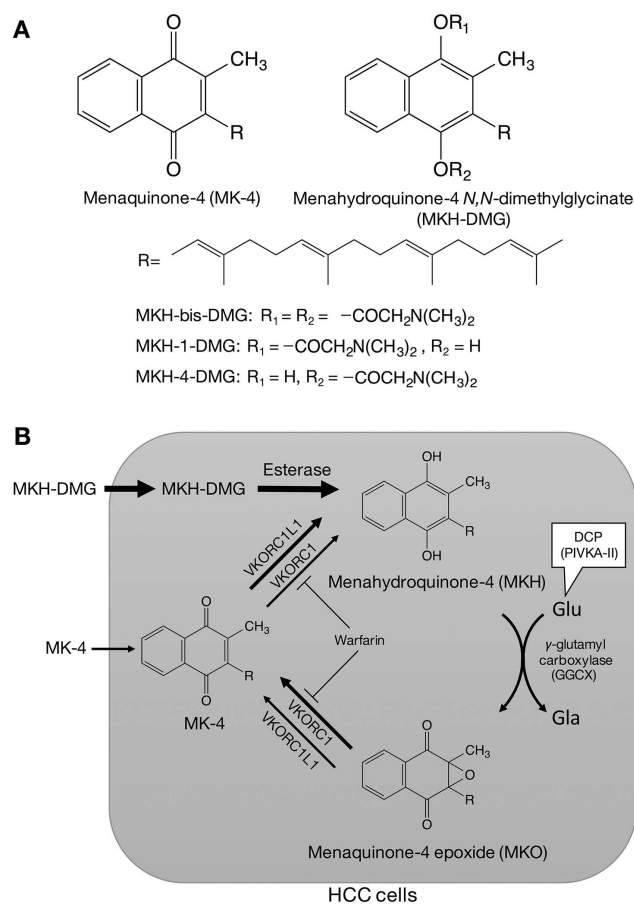 A
O
CH3
R
O
Menaquinone-4 (MK-4)
OR1
CH3
R
OR2
Menahydroquinone-4 N,N-dimethylglycinate
(MKH-DMG)
R=
MKH-bis-DMG: R1 = R2 = −COCH2N(CH3)2
MKH-1-DMG: R1 = −COCH2N(CH3)2 , R2 = H
MKH-4-DMG: R1 = H, R2 = −COCH2N(CH3)2
B
MKH-DMG
MKH-DMG
Esterase
OH
CH3
R
OH
Menahydroquinone-4 (MKH)
VKORC1L1
VKORC1
DCP
(PIVKA-II)
Glu
MK-4
O
CH3
R
O
MK-4
Warfarin
γ-glutamyl
carboxylase
(GGCX)
VKORC1
VKORC1L1
Gla
O
CH3
O
R
O
Menaquinone-4 epoxide (MKO)
HCC cells